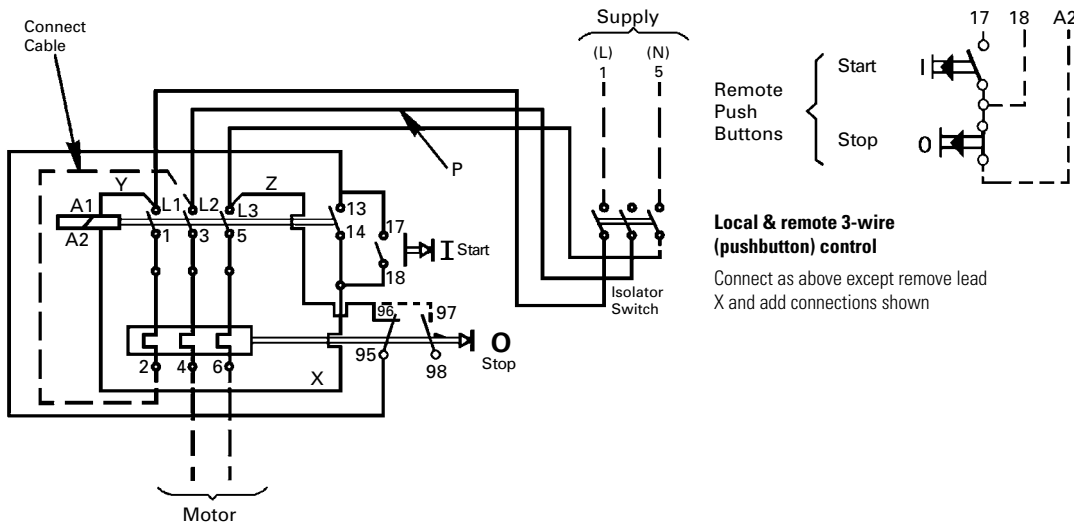 Connect
Cable
Supply
(L) (N)
1 5
P
Y Z
A1 L1 L2 L3 13
A2 1 3 5 14
17
18
I Start
Isolator
Switch
96 97
95 98
O
Stop
2 4 6
X
Motor
17 18 A2
Remote
Push
Buttons
Start I
Stop O
Local & remote 3-wire
(pushbutton) control
Connect as above except remove lead
X and add connections shown